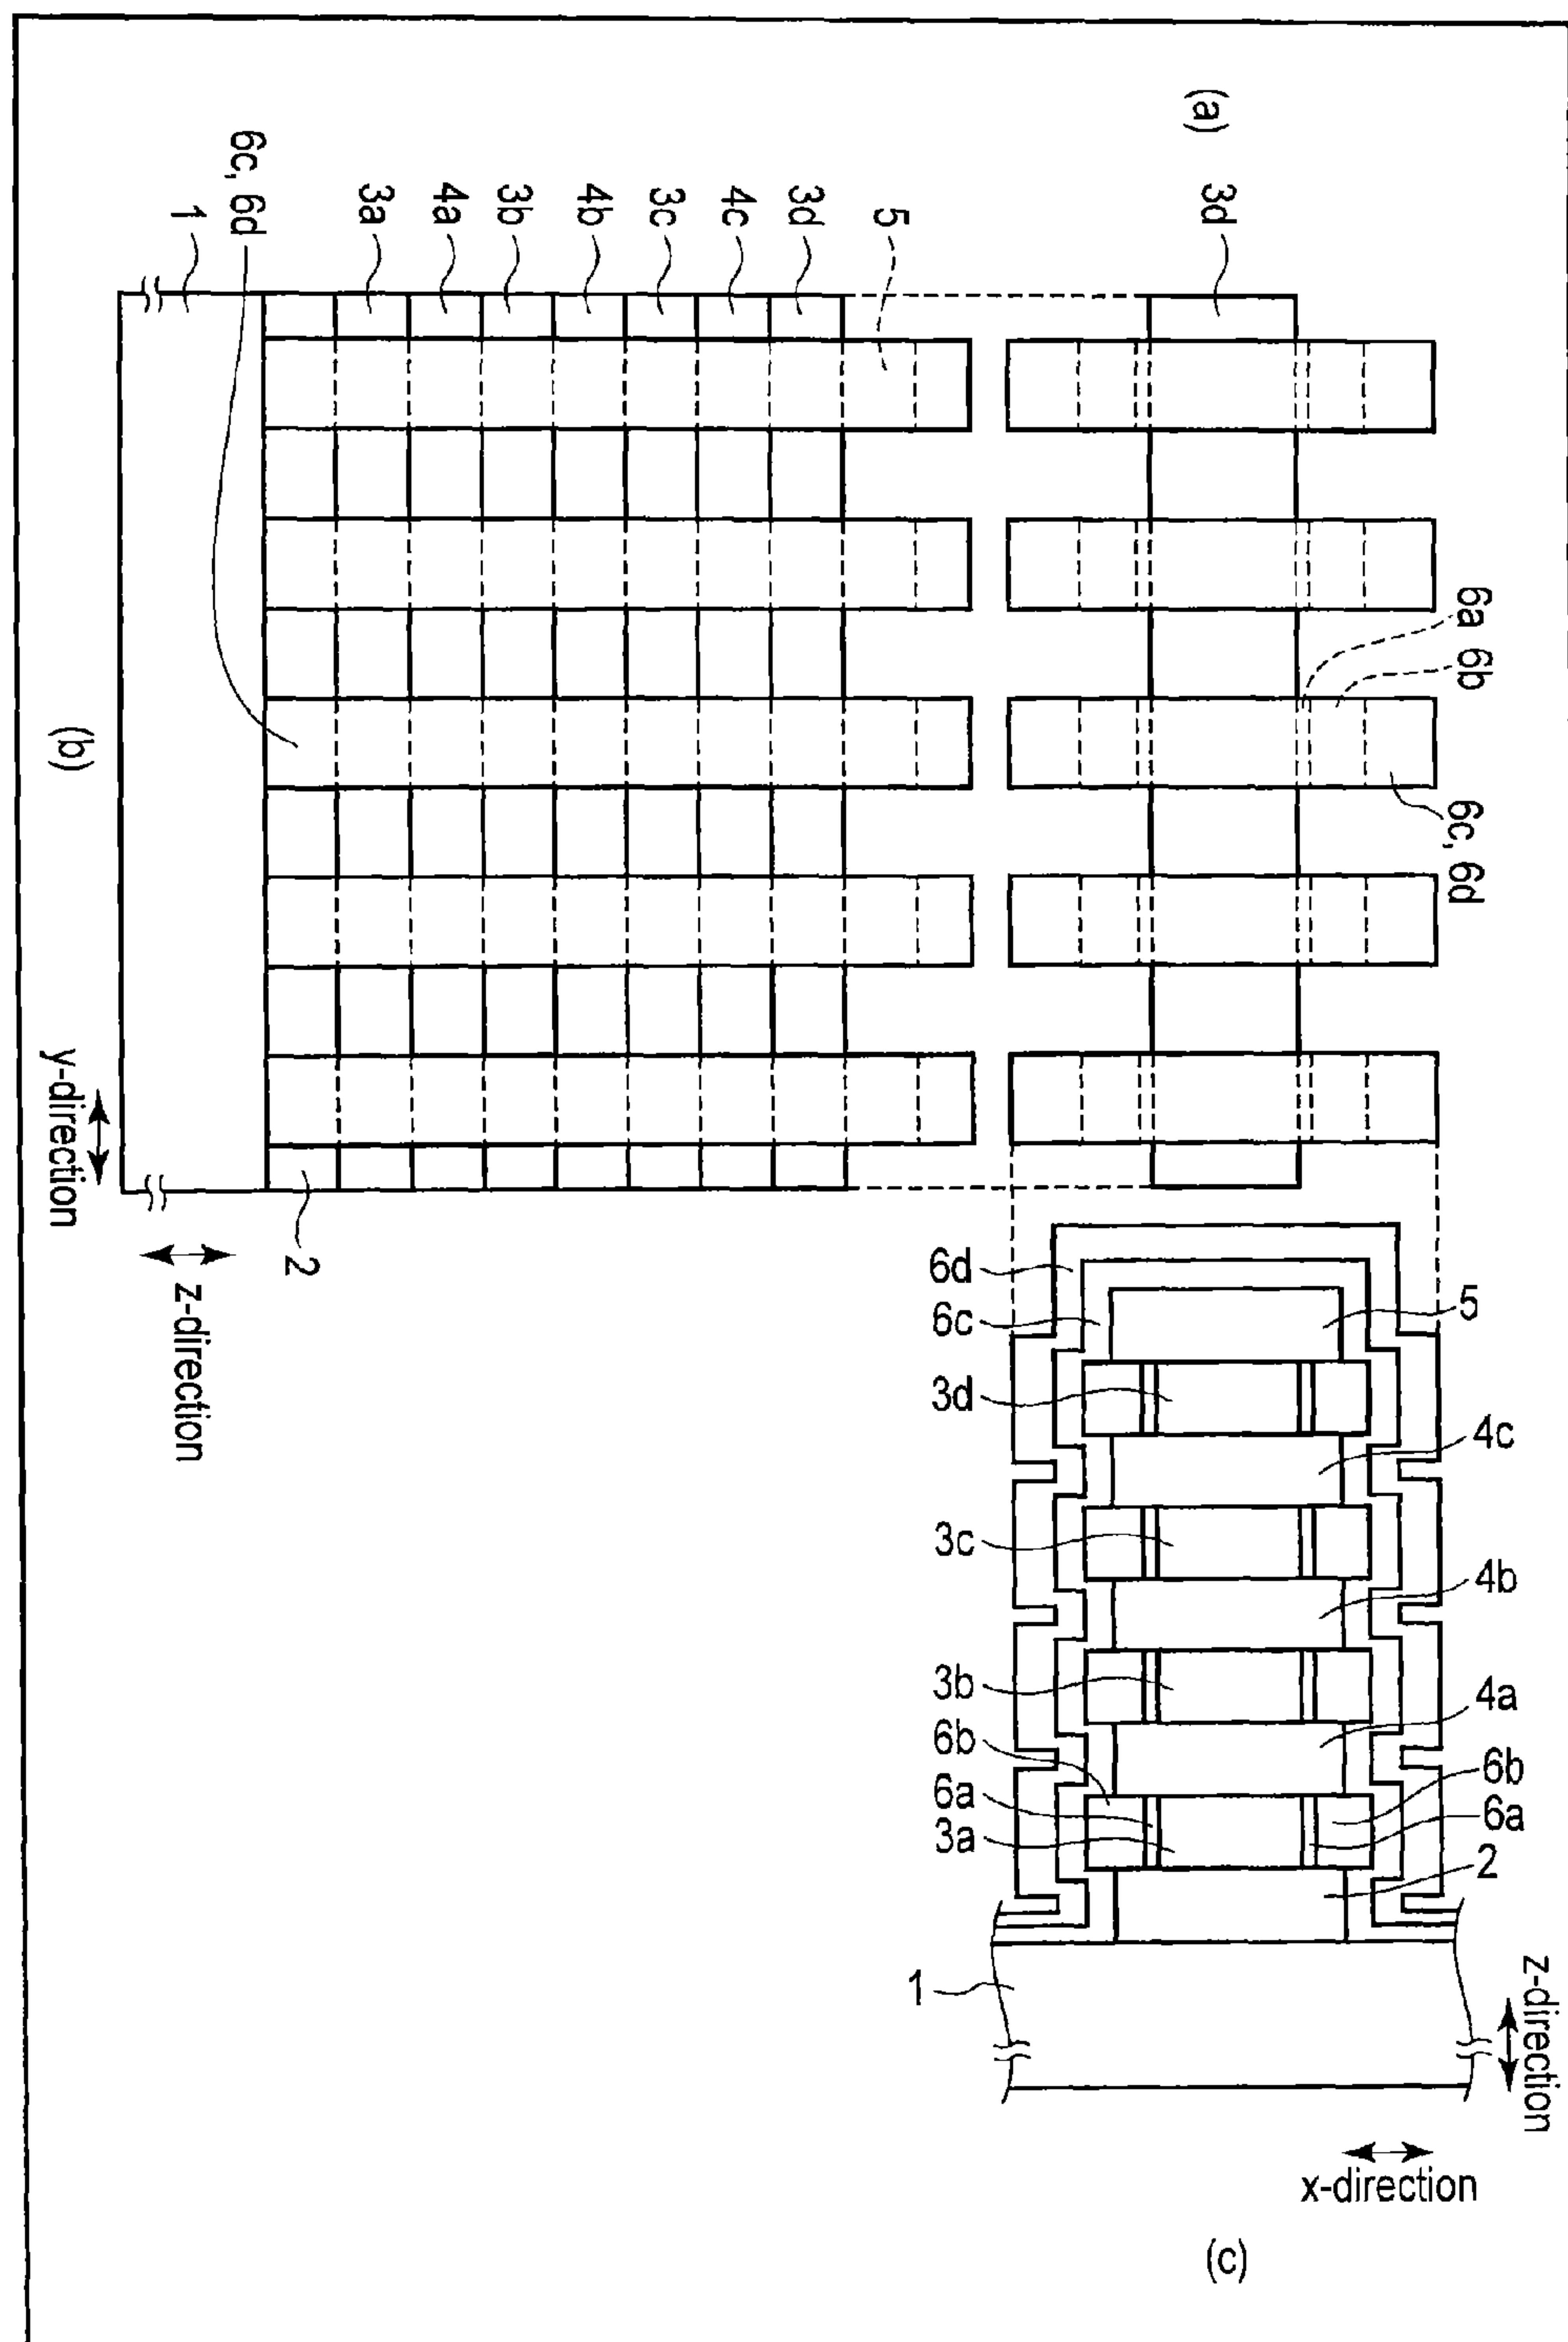 (a)
3d
6a
6b
6c, 6d
5
3d
4c
3c
4b
3b
4a
3a
1
6c, 6d
2
(b)
y-direction
z-direction
6d
6c
3d
3c
3b
6b
6a
3a
1
5
4c
4b
4a
6b
6a
2
z-direction
x-direction
(c)